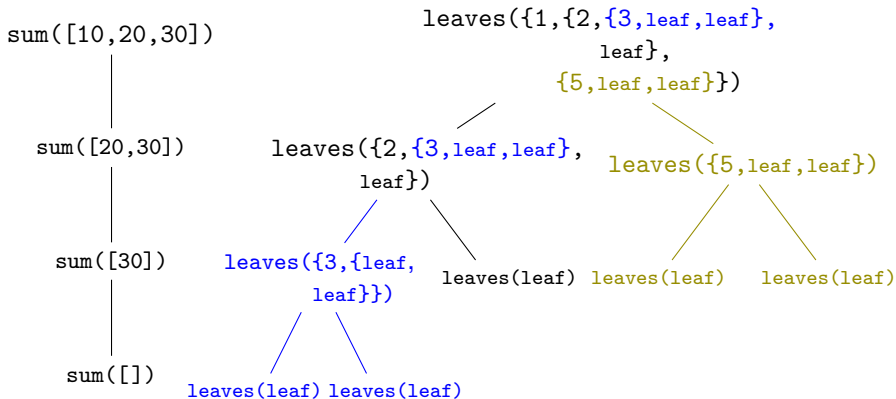 sum([10,20,30])
sum([20,30])
sum([30])
sum([])
leaves({1,{2,{3,leaf,leaf},
leaf},
{5,leaf,leaf}})
leaves({2,{3,leaf,leaf},
leaf})
leaves({5,leaf,leaf})
leaves({3,{leaf,
leaf}})
leaves(leaf)
leaves(leaf)
leaves(leaf)
leaves(leaf)
leaves(leaf)